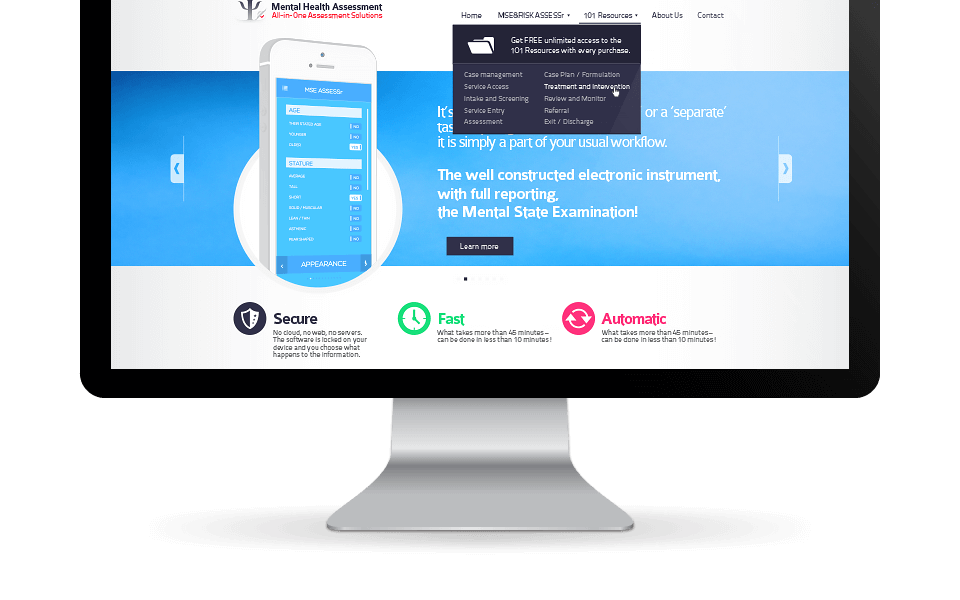 Mental Health Assessment
All-in-One Assessment Solutions
Home
MSE&RISK ASSESSr
101 Resources
About Us
Contact
Get FREE unlimited access to the
101 Resources with every purchase.
Case management
Service Access
Intake and Screening
Service Entry
Assessment
Case Plan / Formulation
Treatment and Intervention
Review and Monitor
Referral
Exit / Discharge
MSE ASSESSr
AGE
THEIR STATED AGE NO
YOUNGER NO
OLDER YES
STATURE
AVERAGE NO
TALL NO
SHORT YES
SOLID / MUSCULAR NO
LEAN / THIN NO
ASTHENIC NO
PEAR SHAPED NO
APPEARANCE
It's
or a 'separate'
it is simply a part of your usual workflow.
The well constructed electronic instrument,
with full reporting,
the Mental State Examination!
Learn more
Secure
No cloud, no web, no servers.
The software is locked on your
device and you choose what
happens to the information.
Fast
What takes more than 45 minutes–
can be done in less than 10 minutes!
Automatic
What takes more than 45 minutes–
can be done in less than 10 minutes!